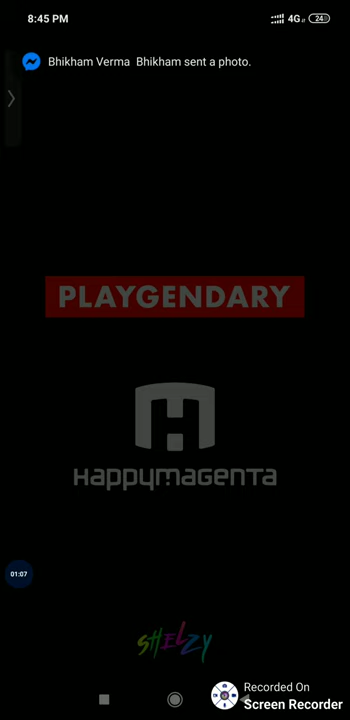 8:45 PM
4G
24
Bhikham Verma Bhikham sent a photo.
PLAYGENDARY
HAPPYMAGENTA
01:07
SHELZY
Recorded On
Screen Recorder